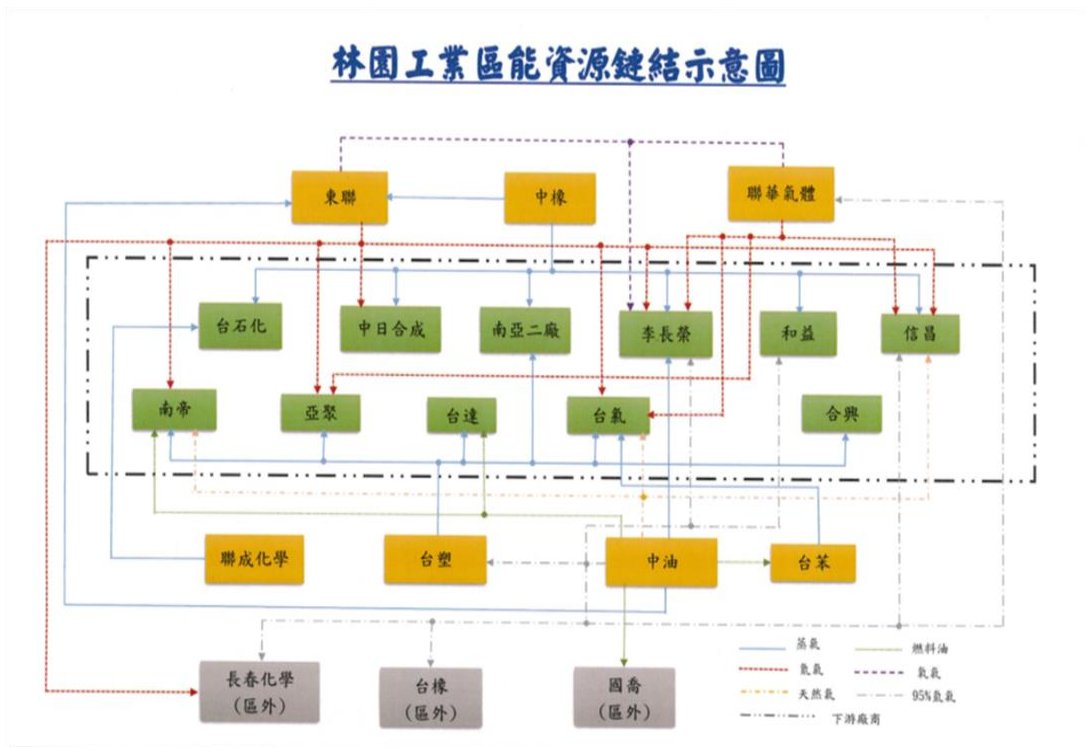 林園工業區能資源鏈結示意圖
東聯
中橡
聯華氣體
台石化
中日合成
南亞二廠
李長榮
和益
信昌
南帝
亞聚
台達
台氯
合興
聯成化學
台塑
中油
台苯
長春化學
(區外)
台橡
(區外)
國喬
(區外)
蒸氣
燃料油
氮氣
氧氣
天然氣
95%氫氣
下游廠商